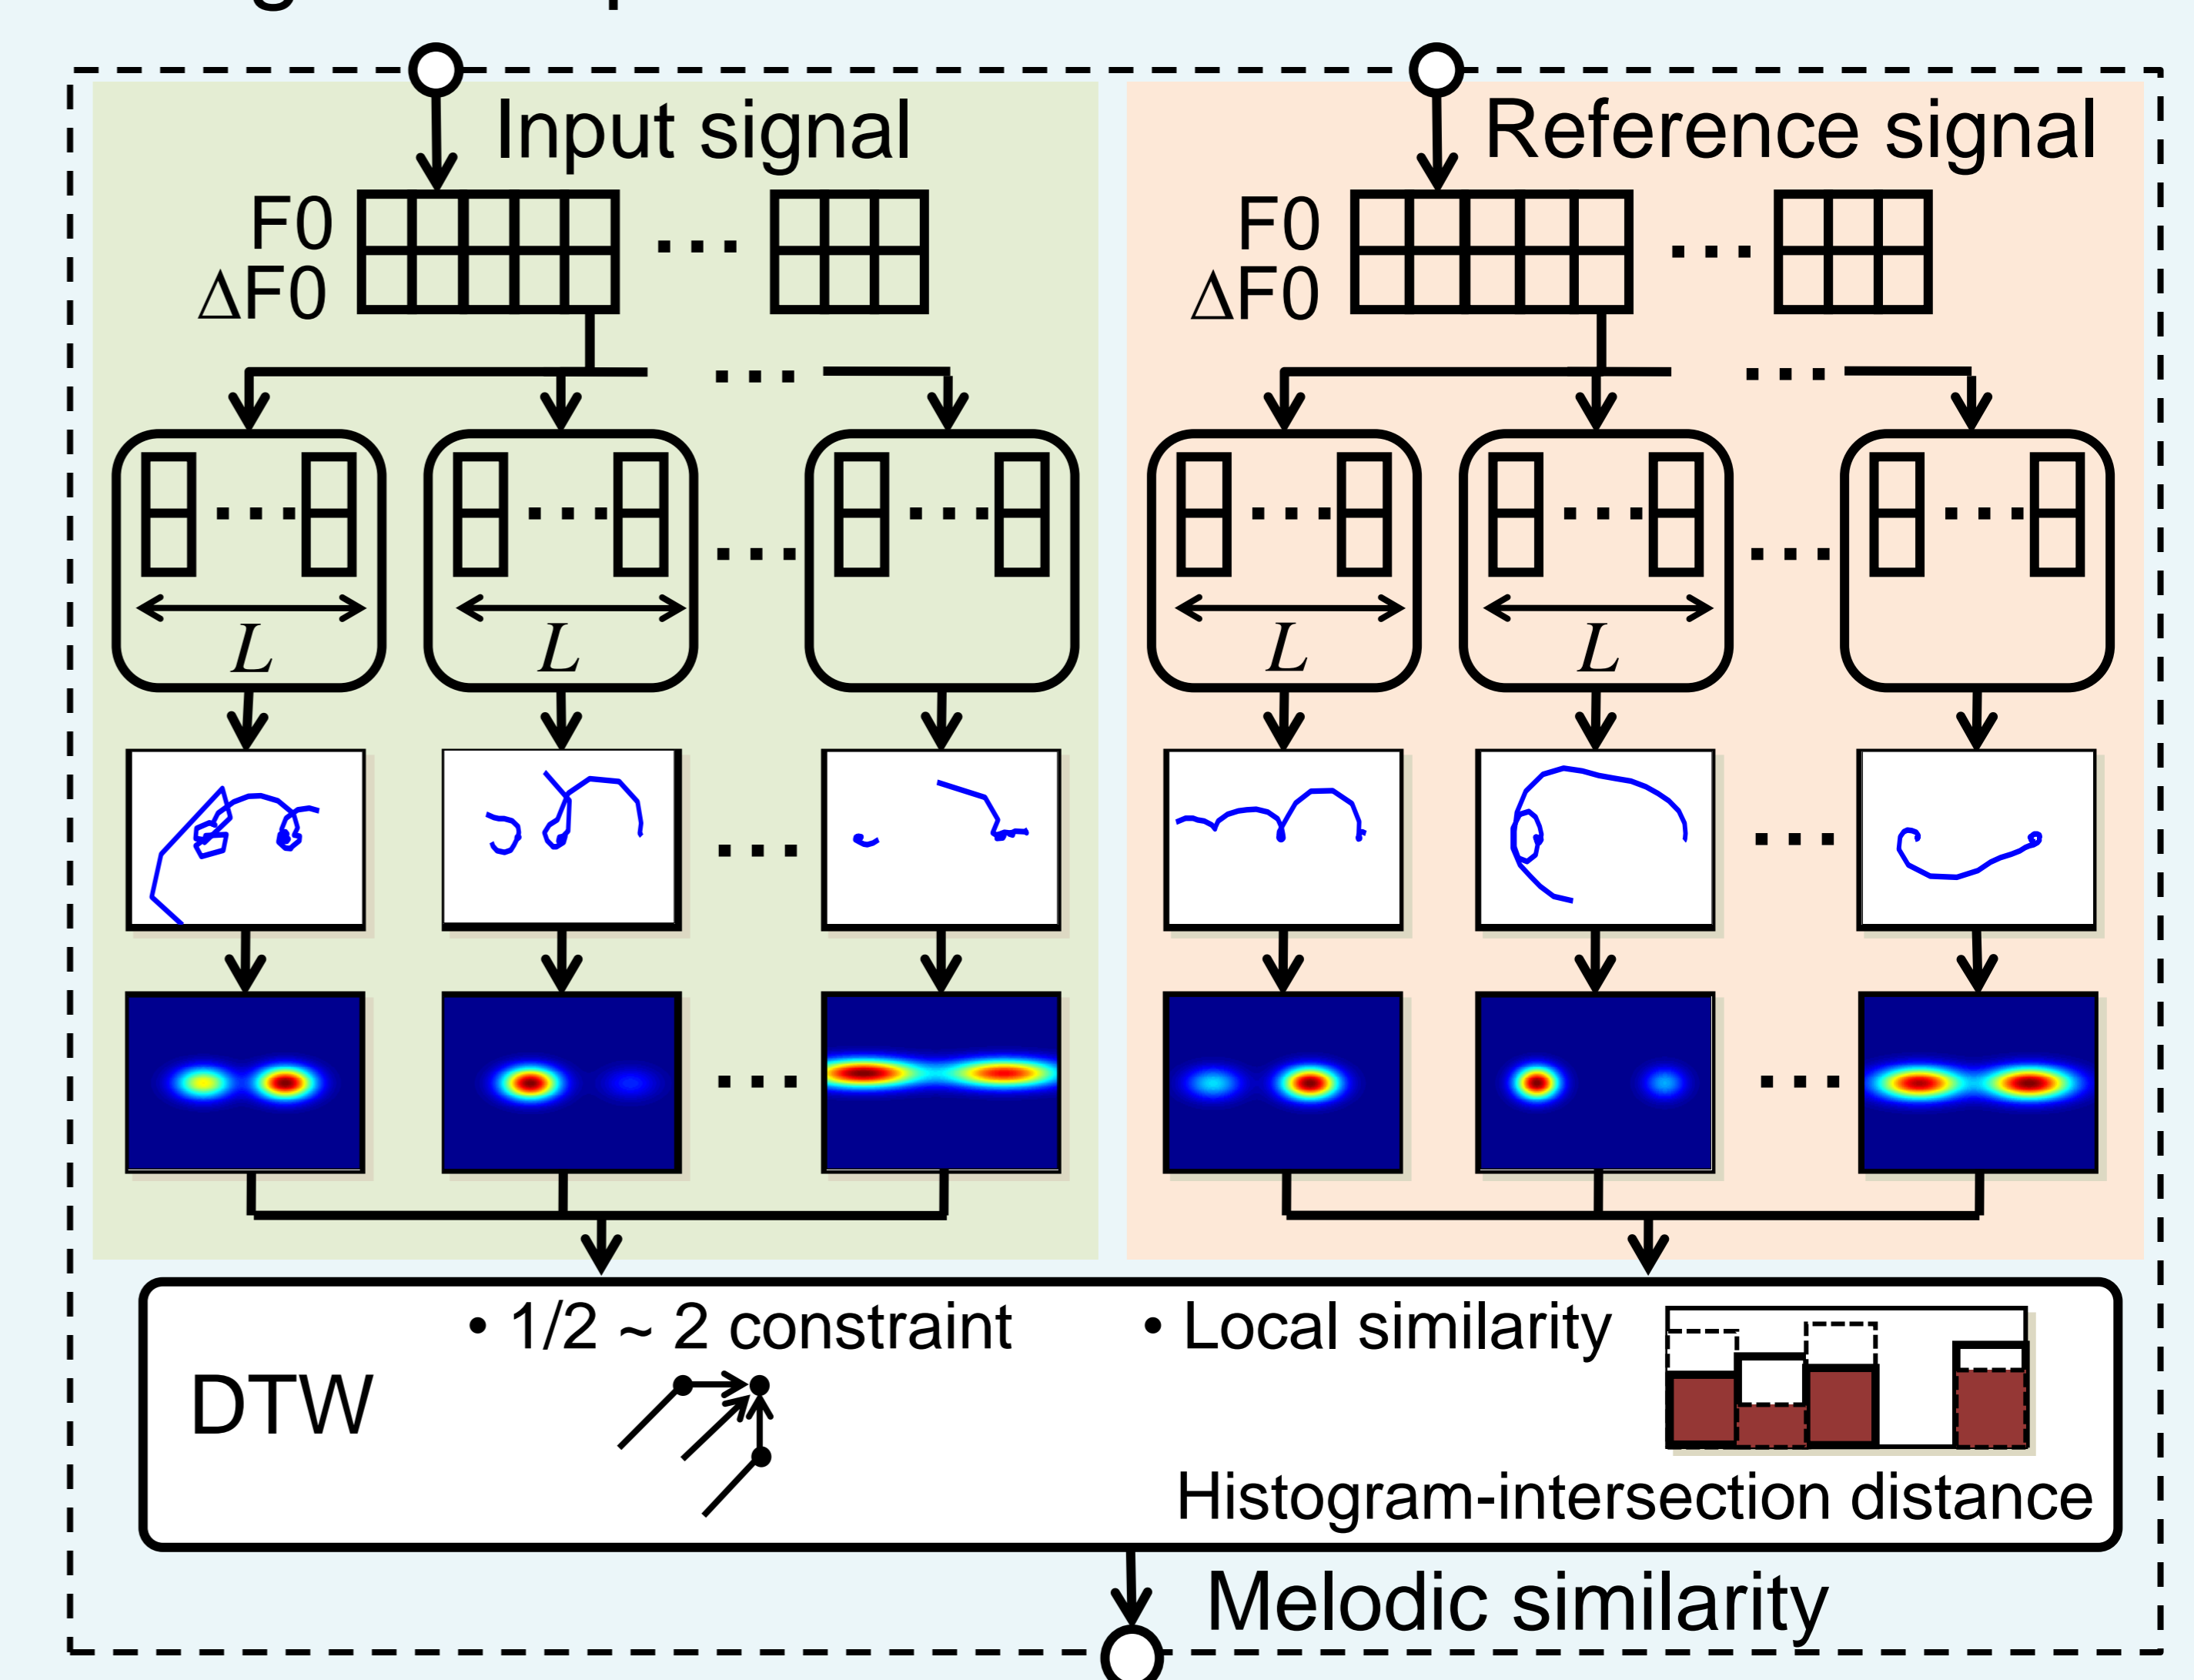 Input signal
Reference signal
F0
ΔF0
F0
ΔF0
L
L
L
L
DTW
• 1/2 ~ 2 constraint
• Local similarity
Histogram-intersection distance
Melodic similarity